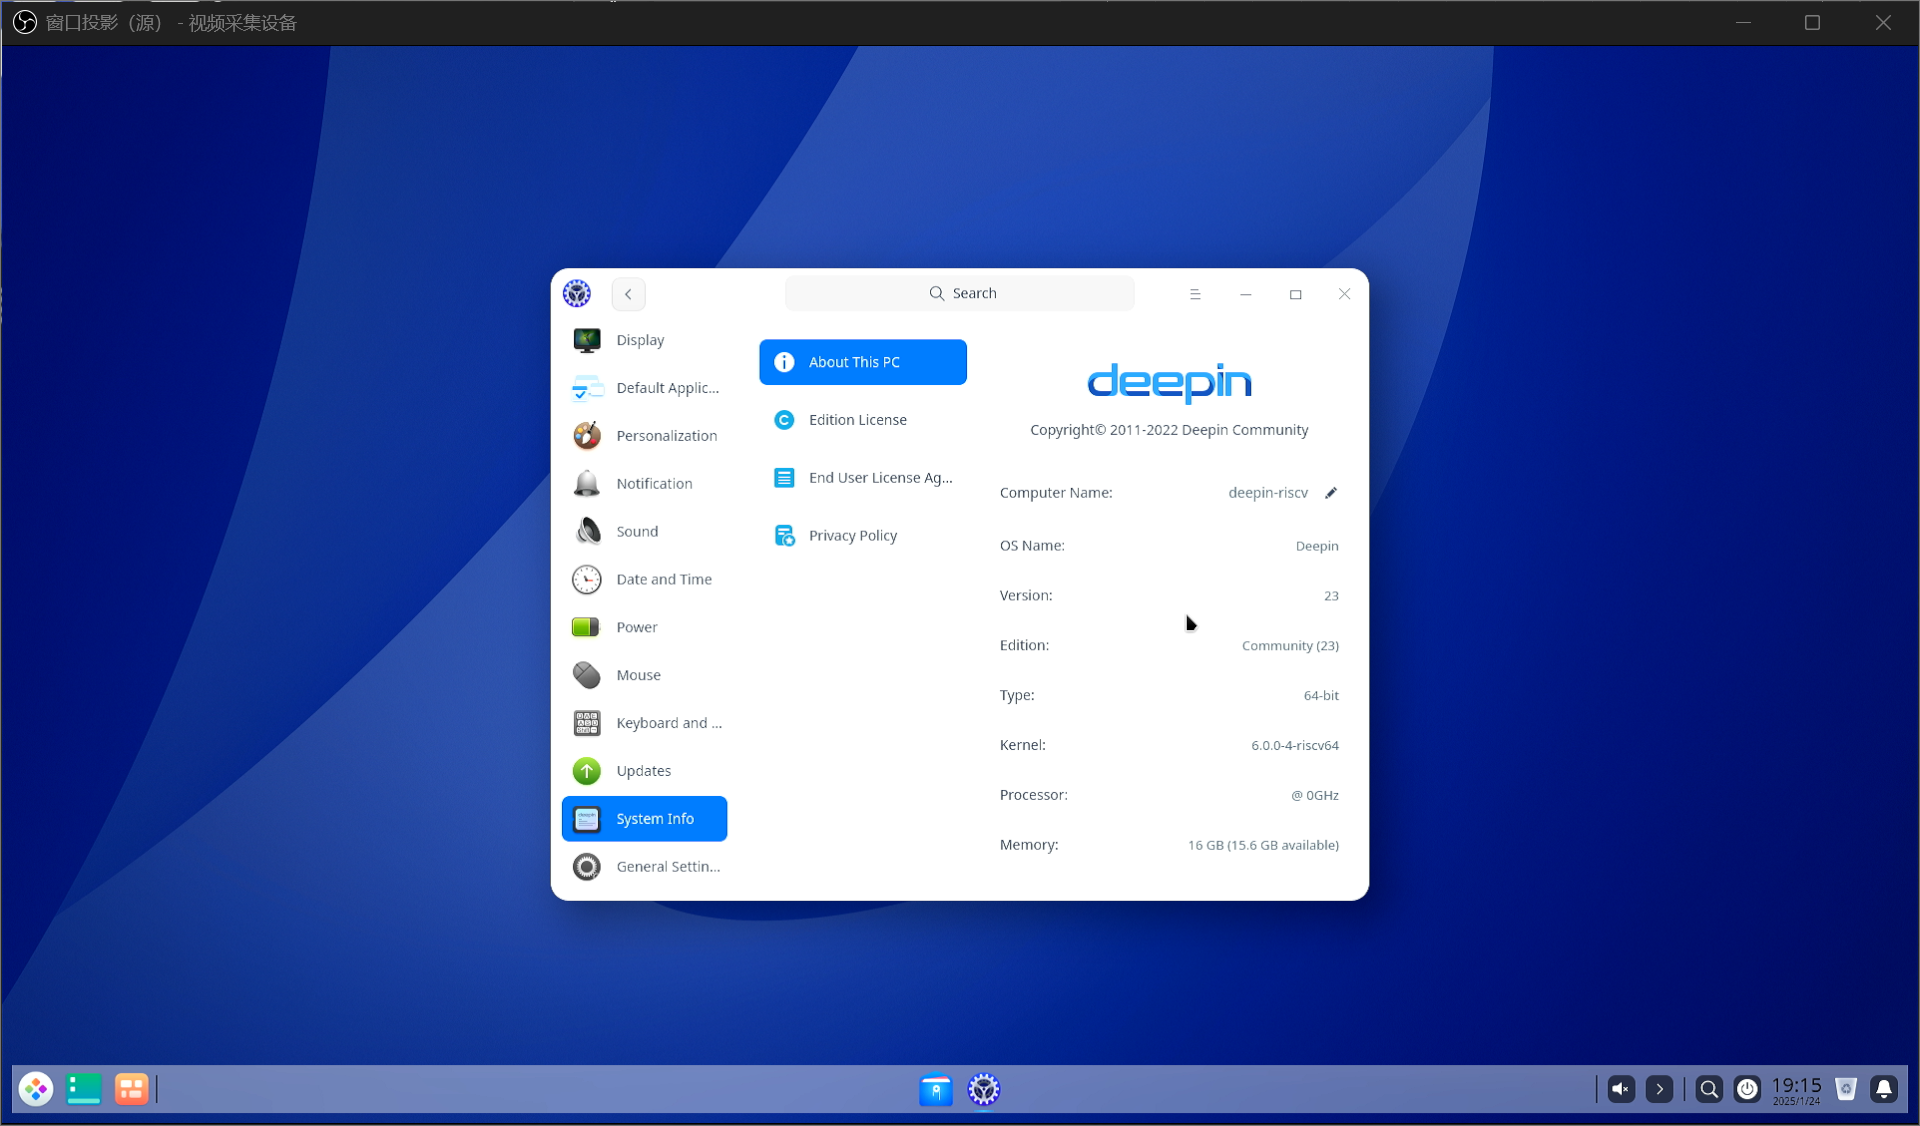 窗口投影（源） - 视频采集设备
Search
Display
Default Applic...
Personalization
Notification
Sound
Date and Time
Power
Mouse
Keyboard and ...
Updates
System Info
General Settin...
About This PC
Edition License
End User License Ag...
Privacy Policy
deepin
Copyright© 2011-2022 Deepin Community
Computer Name: deepin-riscv
OS Name: Deepin
Version: 23
Edition: Community (23)
Type: 64-bit
Kernel: 6.0.0-4-riscv64
Processor: @ 0GHz
Memory: 16 GB (15.6 GB available)
19:15
2025/1/24